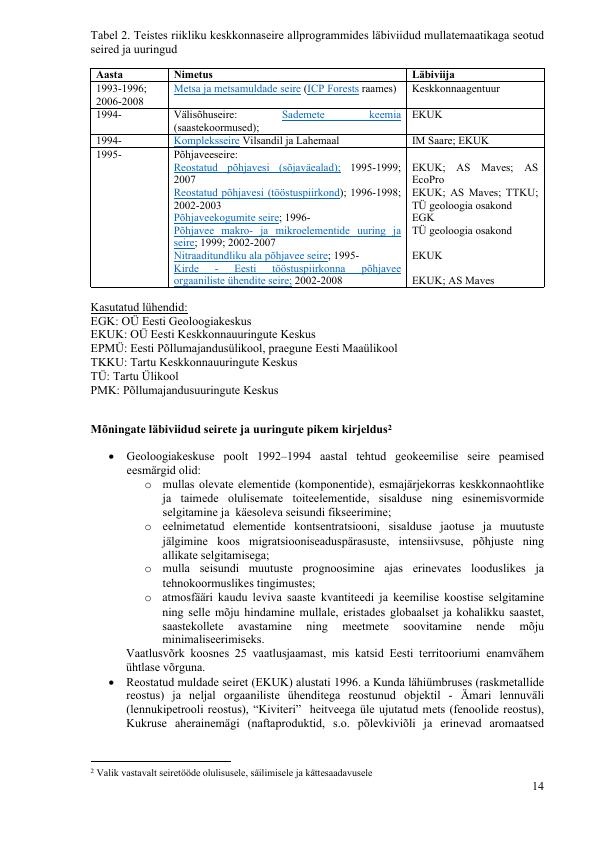 Tabel 2. Teistes riikliku keskkonnaseire allprogrammides läbiviidud mullatemaatikaga seotud
seired ja uuringud
Aasta Nimetus Läbiviija
1993-1996; Metsa ja metsamuldade seire (ICP Forests raames) Keskkonnaagentuur
2006-2008
1994- Välisõhuseire: Sademete keemia EKUK
(saastekoormused);
1994- Kompleksseire Vilsandil ja Lahemaal IM Saare; EKUK
1995- Põhjaveeseire:
Reostatud põhjavesi (sõjaväealad); 1995-1999; EKUK; AS Maves; AS
2007 EcoPro
Reostatud põhjavesi (tööstuspiirkond); 1996-1998; EKUK; AS Maves; TTKU;
2002-2003 TÜ geoloogia osakond
Põhjaveekogumite seire; 1996- EGK
Põhjavee makro- ja mikroelementide uuring ja TÜ geoloogia osakond
seire; 1999; 2002-2007
Nitraaditundliku ala põhjavee seire; 1995- EKUK
Kirde - Eesti tööstuspiirkonna põhjavee
orgaaniliste ühendite seire; 2002-2008 EKUK; AS Maves
Kasutatud lühendid:
EGK: OÜ Eesti Geoloogiakeskus
EKUK: OÜ Eesti Keskkonnauuringute Keskus
EPMÜ: Eesti Põllumajandusülikool, praegune Eesti Maaülikool
TKKU: Tartu Keskkonnauuringute Keskus
TÜ: Tartu Ülikool
PMK: Põllumajandusuuringute Keskus
Mõningate läbiviidud seirete ja uuringute pikem kirjeldus²
• Geoloogiakeskuse poolt 1992–1994 aastal tehtud geokeemilise seire peamised
eesmärgid olid:
o mullas olevate elementide (komponentide), esmajärjekorras keskkonnaohtlike
ja taimede olulisemate toiteelementide, sisalduse ning esinemisvormide
selgitamine ja käesoleva seisundi fikseerimine;
o eelnimetatud elementide kontsentratsiooni, sisalduse jaotuse ja muutuste
jälgimine koos migratsiooniseaduspärasuste, intensiivsuse, põhjuste ning
allikate selgitamisega;
o mulla seisundi muutuste prognoosimine ajas erinevates looduslikes ja
tehnokoormuslikes tingimustes;
o atmosfääri kaudu leviva saaste kvantiteedi ja keemilise koostise selgitamine
ning selle mõju hindamine mullale, eristades globaalset ja kohalikku saastet,
saastekollete avastamine ning meetmete soovitamine nende mõju
minimaliseerimiseks.
Vaatlusvõrk koosnes 25 vaatlusjaamast, mis katsid Eesti territooriumi enamvähem
ühtlase võrguna.
• Reostatud muldade seiret (EKUK) alustati 1996. a Kunda lähiümbruses (raskmetallide
reostus) ja neljal orgaaniliste ühenditega reostunud objektil - Ämari lennuväli
(lennukipetrooli reostus), “Kiviteri” heitveega üle ujutatud mets (fenoolide reostus),
Kukruse aherainemägi (naftaproduktid, s.o. põlevkiviõli ja erinevad aromaatsed
² Valik vastavalt seiretööde olulisusele, säilimisele ja kättesaadavusele
14